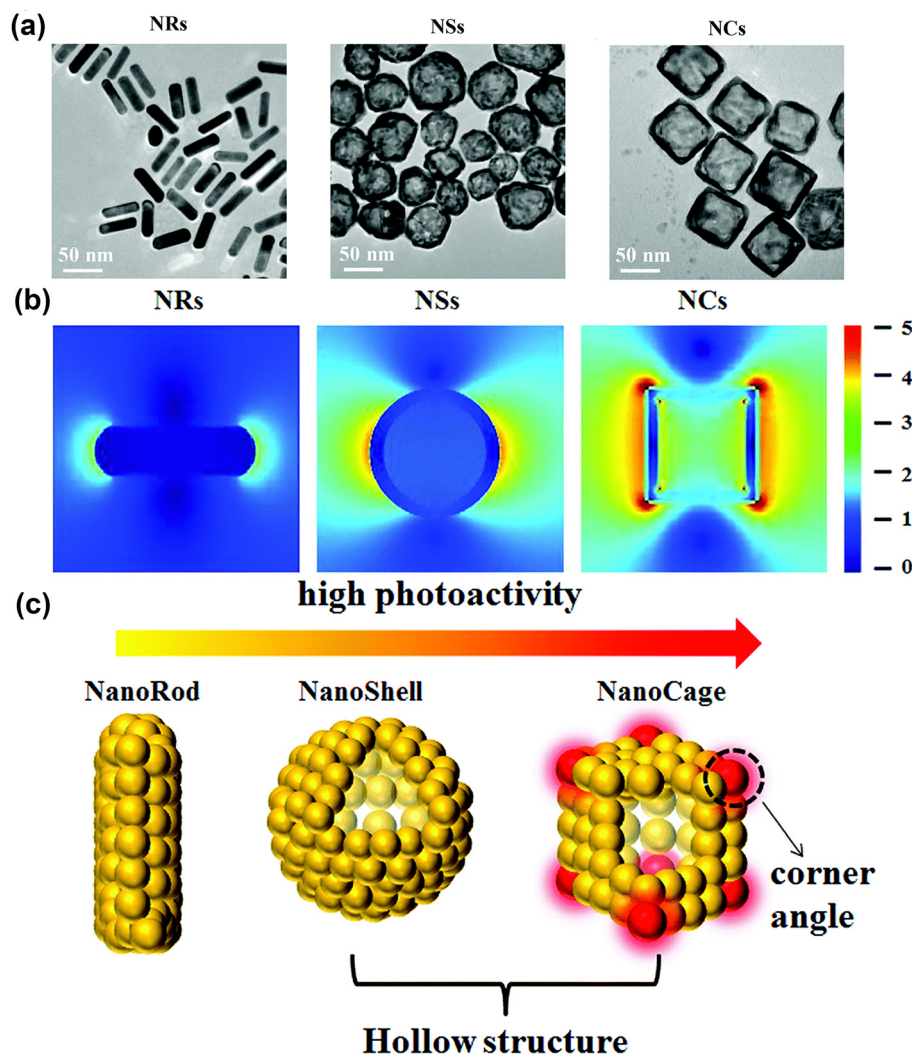 (a)
NRs
NSs
NCs
50 nm
50 nm
50 nm
(b)
NRs
NSs
NCs
5
4
3
2
1
0
high photoactivity
(c)
NanoRod
NanoShell
NanoCage
corner
angle
Hollow structure